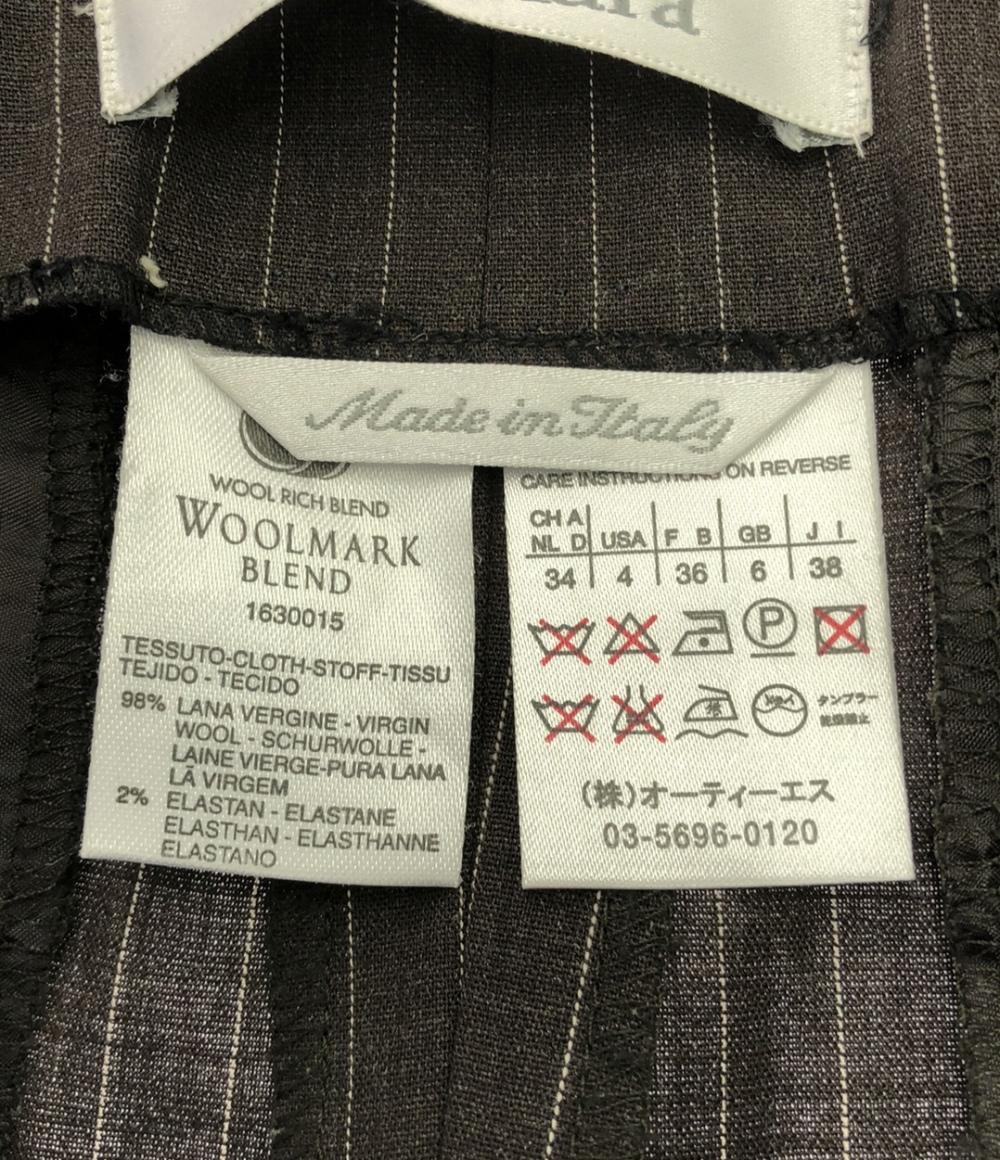 Made in Italy
WOOL RICH BLEND
WOOLMARK
BLEND
1630015
TESSUTO-CLOTH-STOFF-TISSU
TEJIDO - TECIDO
98% LANA VERGINE - VIRGIN
WOOL - SCHURWOLLE -
LAINE VIERGE-PURA LANA
LÃ VIRGEM
2% ELASTAN - ELASTANE
ELASTHAN - ELASTHANNE
ELASTANO
CARE INSTRUCTIONS ON REVERSE
CH A USA F B GB J I
NL D
34 4 36 6 38
P
タンブラー
乾燥禁止
(株)オーティーエス
03-5696-0120